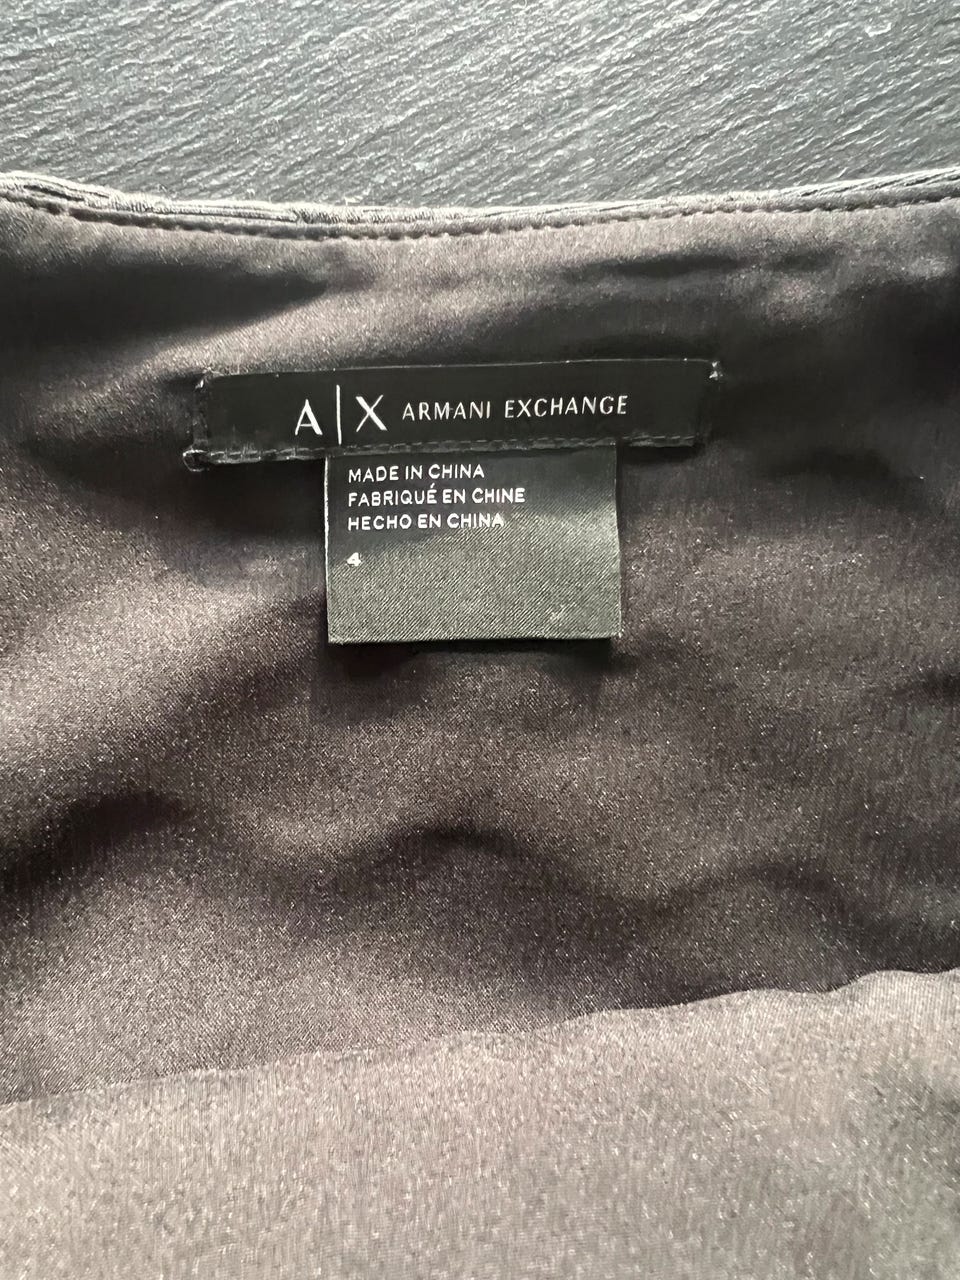 A|X ARMANI EXCHANGE
MADE IN CHINA
FABRIQUÉ EN CHINE
HECHO EN CHINA
4